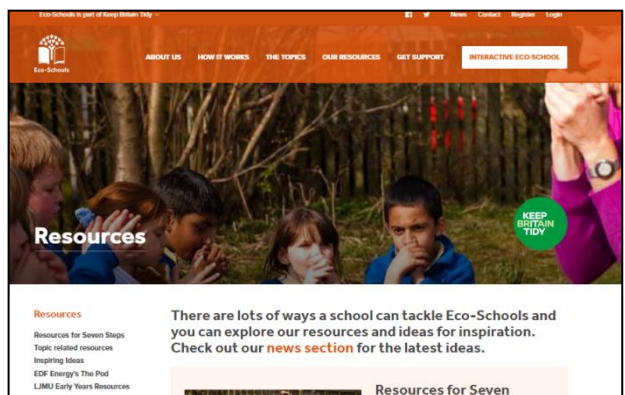 Eco-Schools is part of Keep Britain Tidy
News Contact Register Login
Eco-Schools
ABOUT US HOW IT WORKS THE TOPICS OUR RESOURCES GET SUPPORT INTERACTIVE ECO-SCHOOL
KEEP
BRITAIN
TIDY
Resources
Resources
Resources for Seven Steps
Topic related resources
Inspiring Ideas
EDF Energy's The Pod
LJMU Early Years Resources
There are lots of ways a school can tackle Eco-Schools and
you can explore our resources and ideas for inspiration.
Check out our news section for the latest ideas.
Resources for Seven